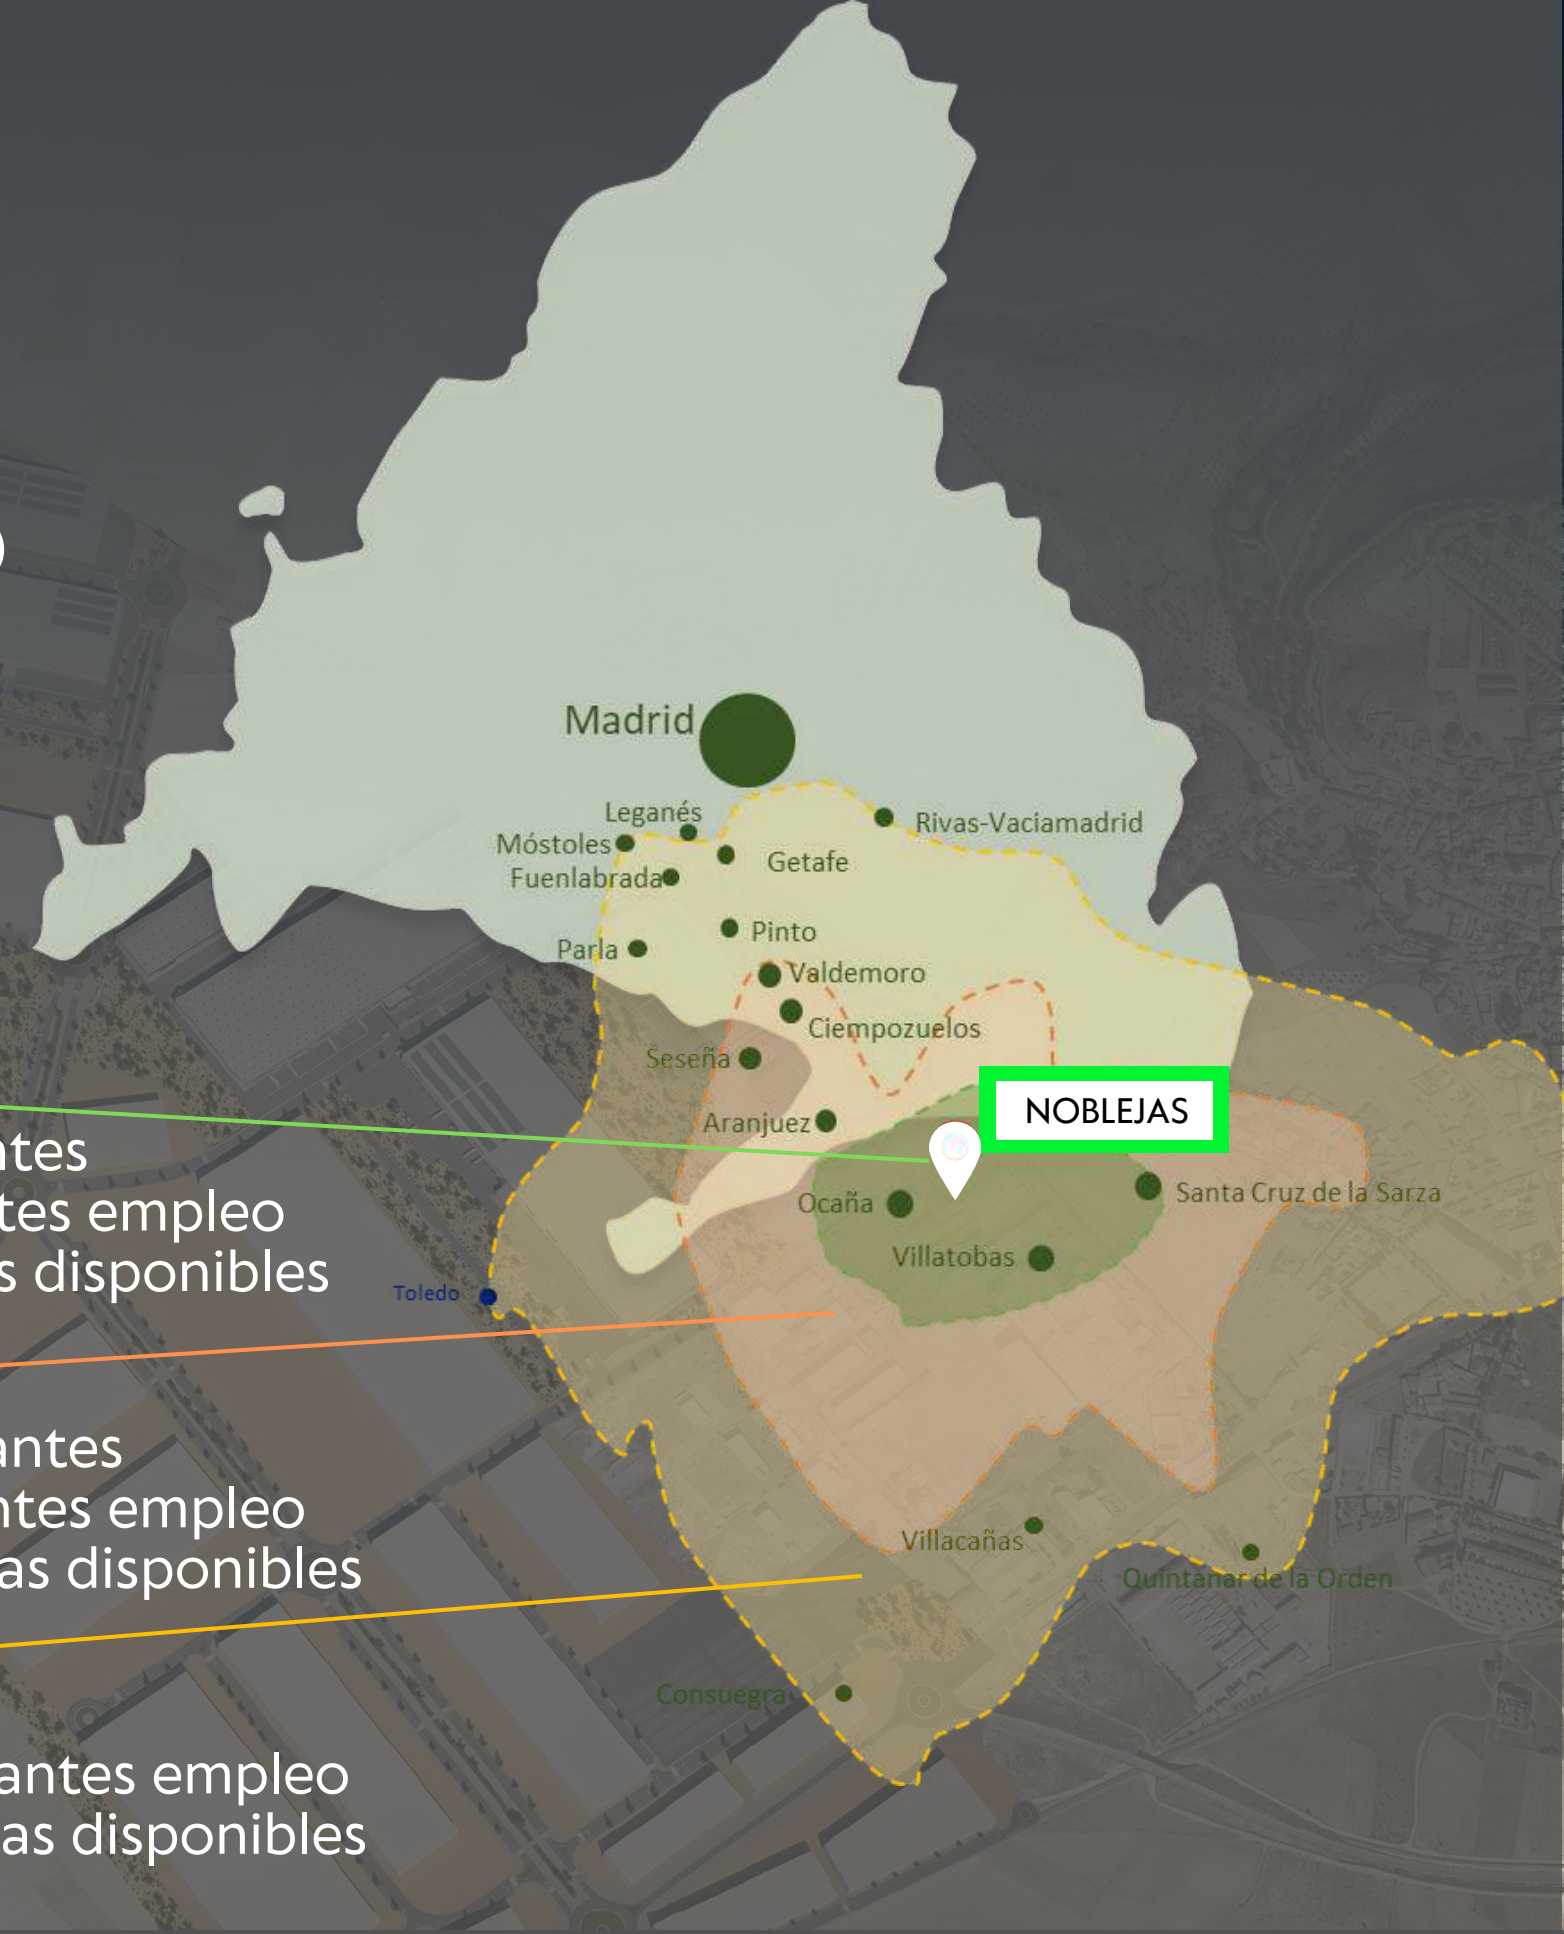 Madrid
Leganés
Rivas-Vaciamadrid
Móstoles
Getafe
Fuenlabrada
Pinto
Parla
Valdemoro
Ciempozuelos
Seseña
NOBLEJAS
Aranjuez
ntes
Santa Cruz de la Sarza
Ocaña
tes empleo
Villatobas
s disponibles
Toledo
antes
ntes empleo
Villacañas
as disponibles
Quintanar de la Orden
Consuegra
antes empleo
as disponibles